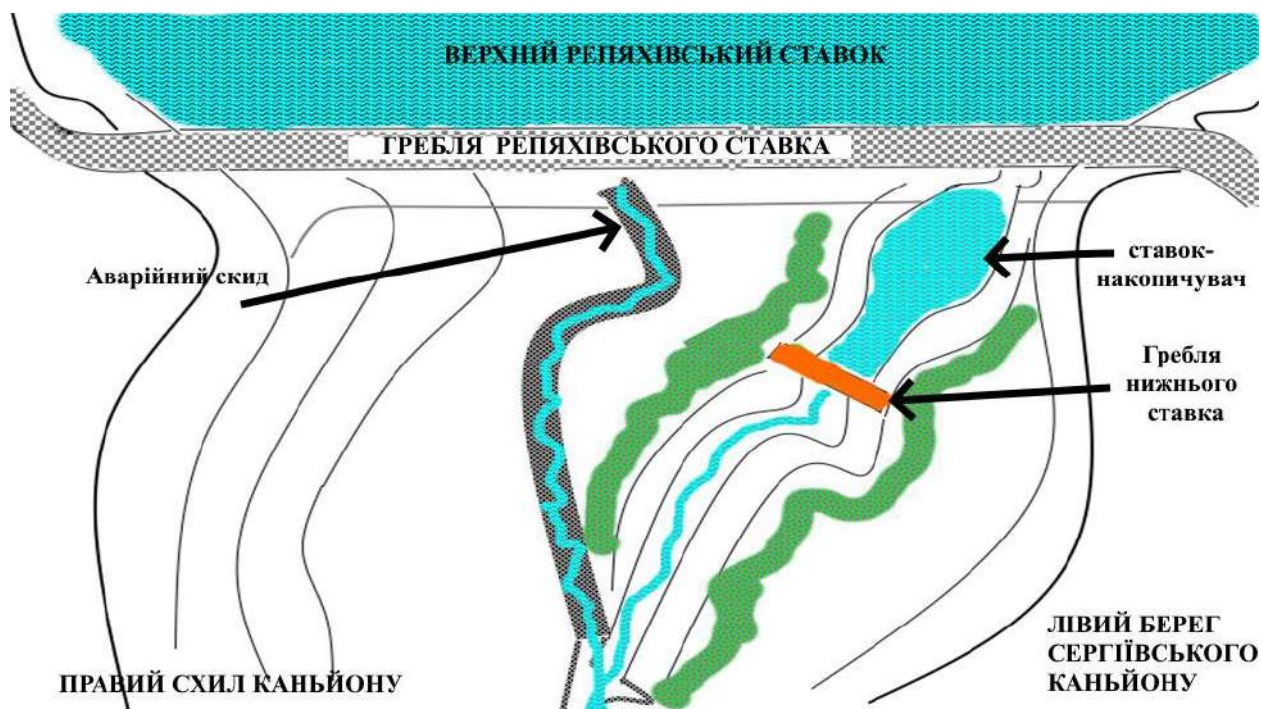 ВЕРХНІЙ РЕПЯХІВСЬКИЙ СТАВОК
ГРЕБЛЯ РЕПЯХІВСЬКОГО СТАВКА
Аварійний скид
ставок-
накопичувач
Гребля
нижнього
ставка
ПРАВИЙ СХИЛ КАНЬЙОНУ
ЛІВИЙ БЕРЕГ
СЕРГІЇВСЬКОГО
КАНЬЙОНУ